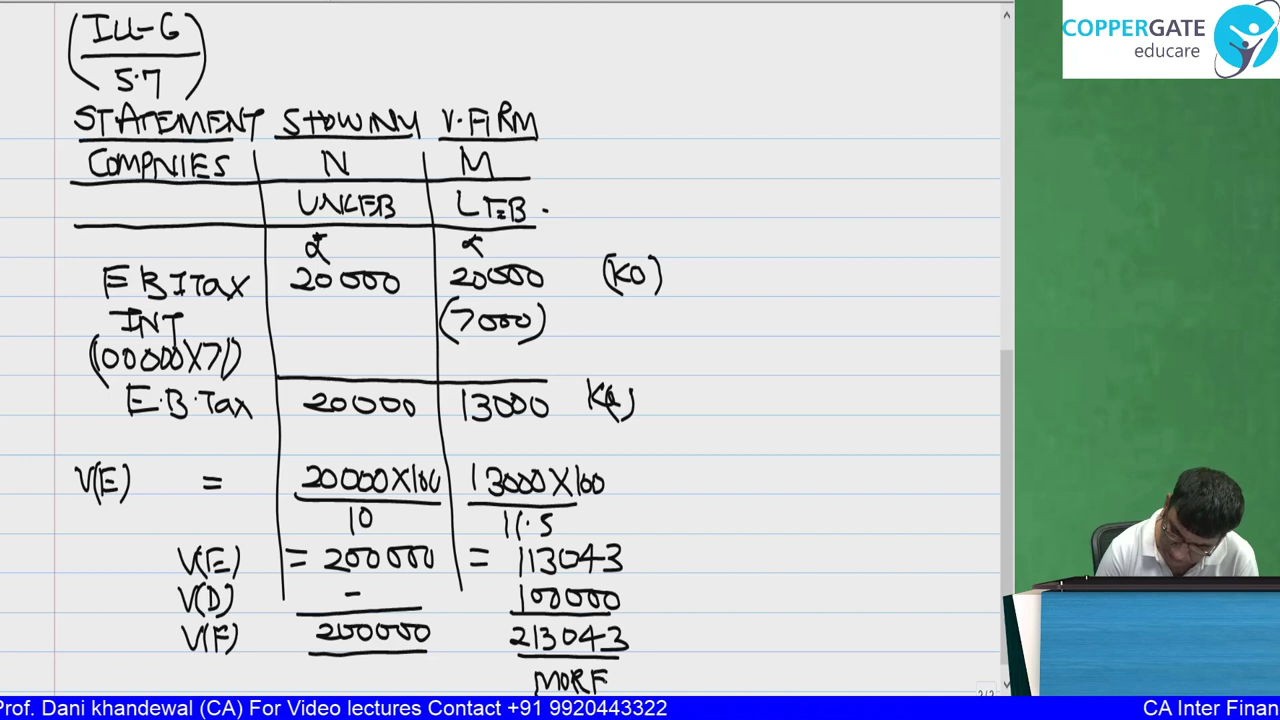 (ILL-6
5.7)
STATEMENT SHOWING V.FIRM
COMPNIES N M
UNLEB LEB.
₹ ₹
EBITax 20000 20000 (KO)
INT (7000)
(100000X7%)
E.B.Tax 20000 13000 Ke)
V(E) = 20000X100 13000X100
10 11.5
V(E) = 200000 = 113043
V(D) - 100000
V(F) 200000 213043
MORE
COPPERGATE
educare
Prof. Dani khandewal (CA) For Video lectures Contact +91 9920443322
CA Inter Finan